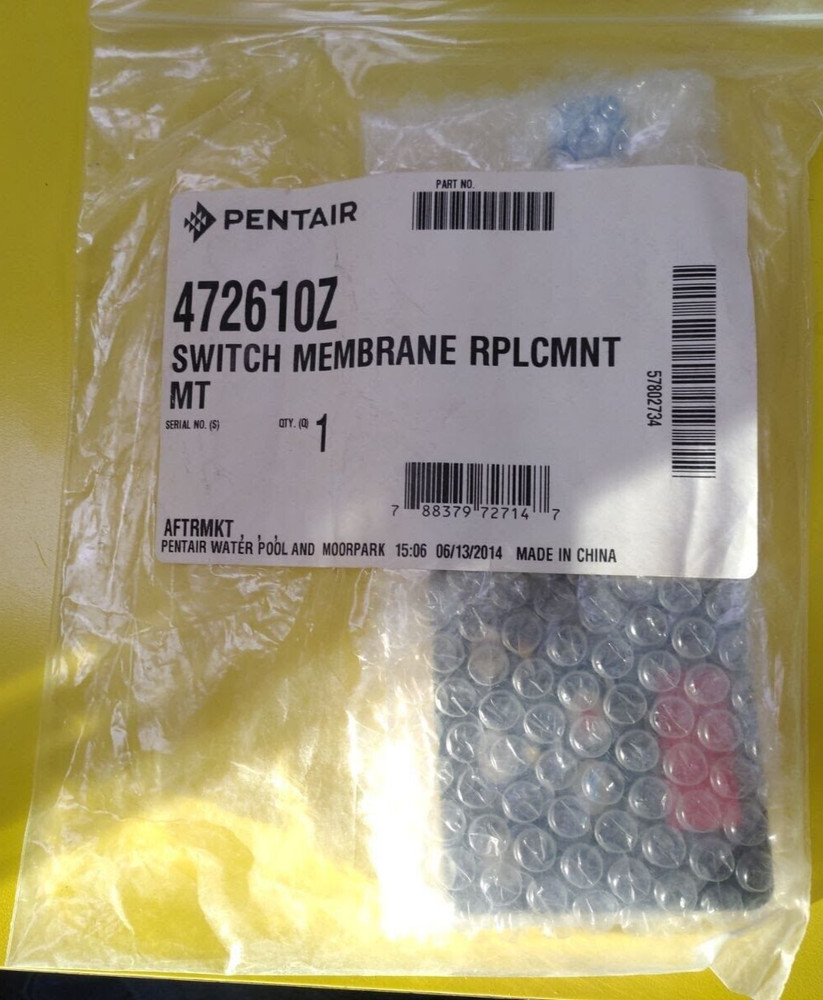 PENTAIR
PART NO.
472610Z
SWITCH MEMBRANE RPLCMNT
MT
SERIAL NO. (S) QTY. (Q) 1
57802734
7 88379 72714 7
AFTRMKT , , ,
PENTAIR WATER POOL AND MOORPARK 15:06 06/13/2014 MADE IN CHINA